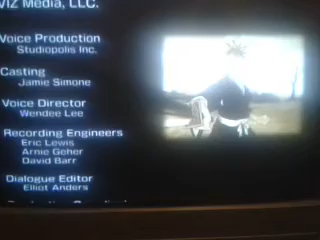 VIZ Media, LLC.
Voice Production
Studiopolis Inc.
Casting
Jamie Simone
Voice Director
Wendee Lee
Recording Engineers
Eric Lewis
Arnie Geher
David Barr
Dialogue Editor
Elliot Anders